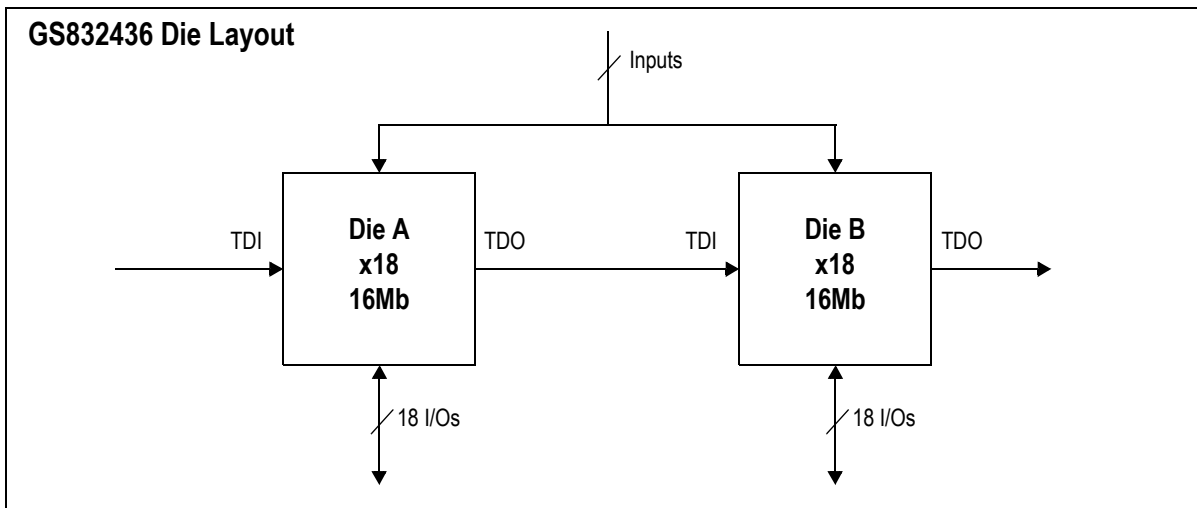 GS832436 Die Layout
Inputs
TDI
Die A
x18
16Mb
TDO
TDI
Die B
x18
16Mb
TDO
18 I/Os
18 I/Os